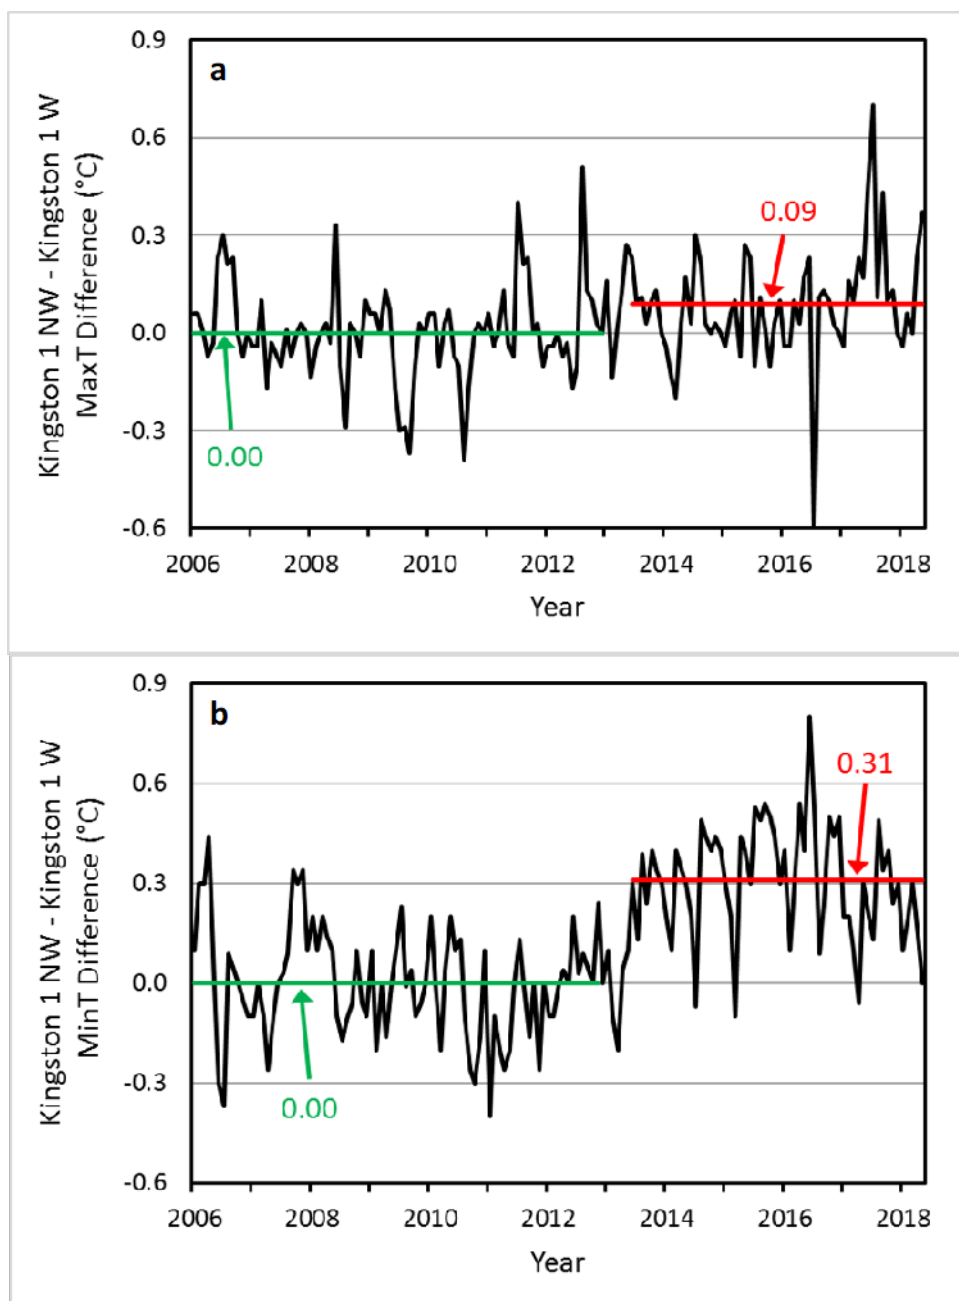 a
Kingston 1 NW - Kingston 1 W
MaxT Difference (°C)
0.9
0.6
0.3
0.0
-0.3
-0.6
0.09
0.00
2006 2008 2010 2012 2014 2016 2018
Year
b
Kingston 1 NW - Kingston 1 W
MinT Difference (°C)
0.9
0.6
0.3
0.0
-0.3
-0.6
0.31
0.00
2006 2008 2010 2012 2014 2016 2018
Year